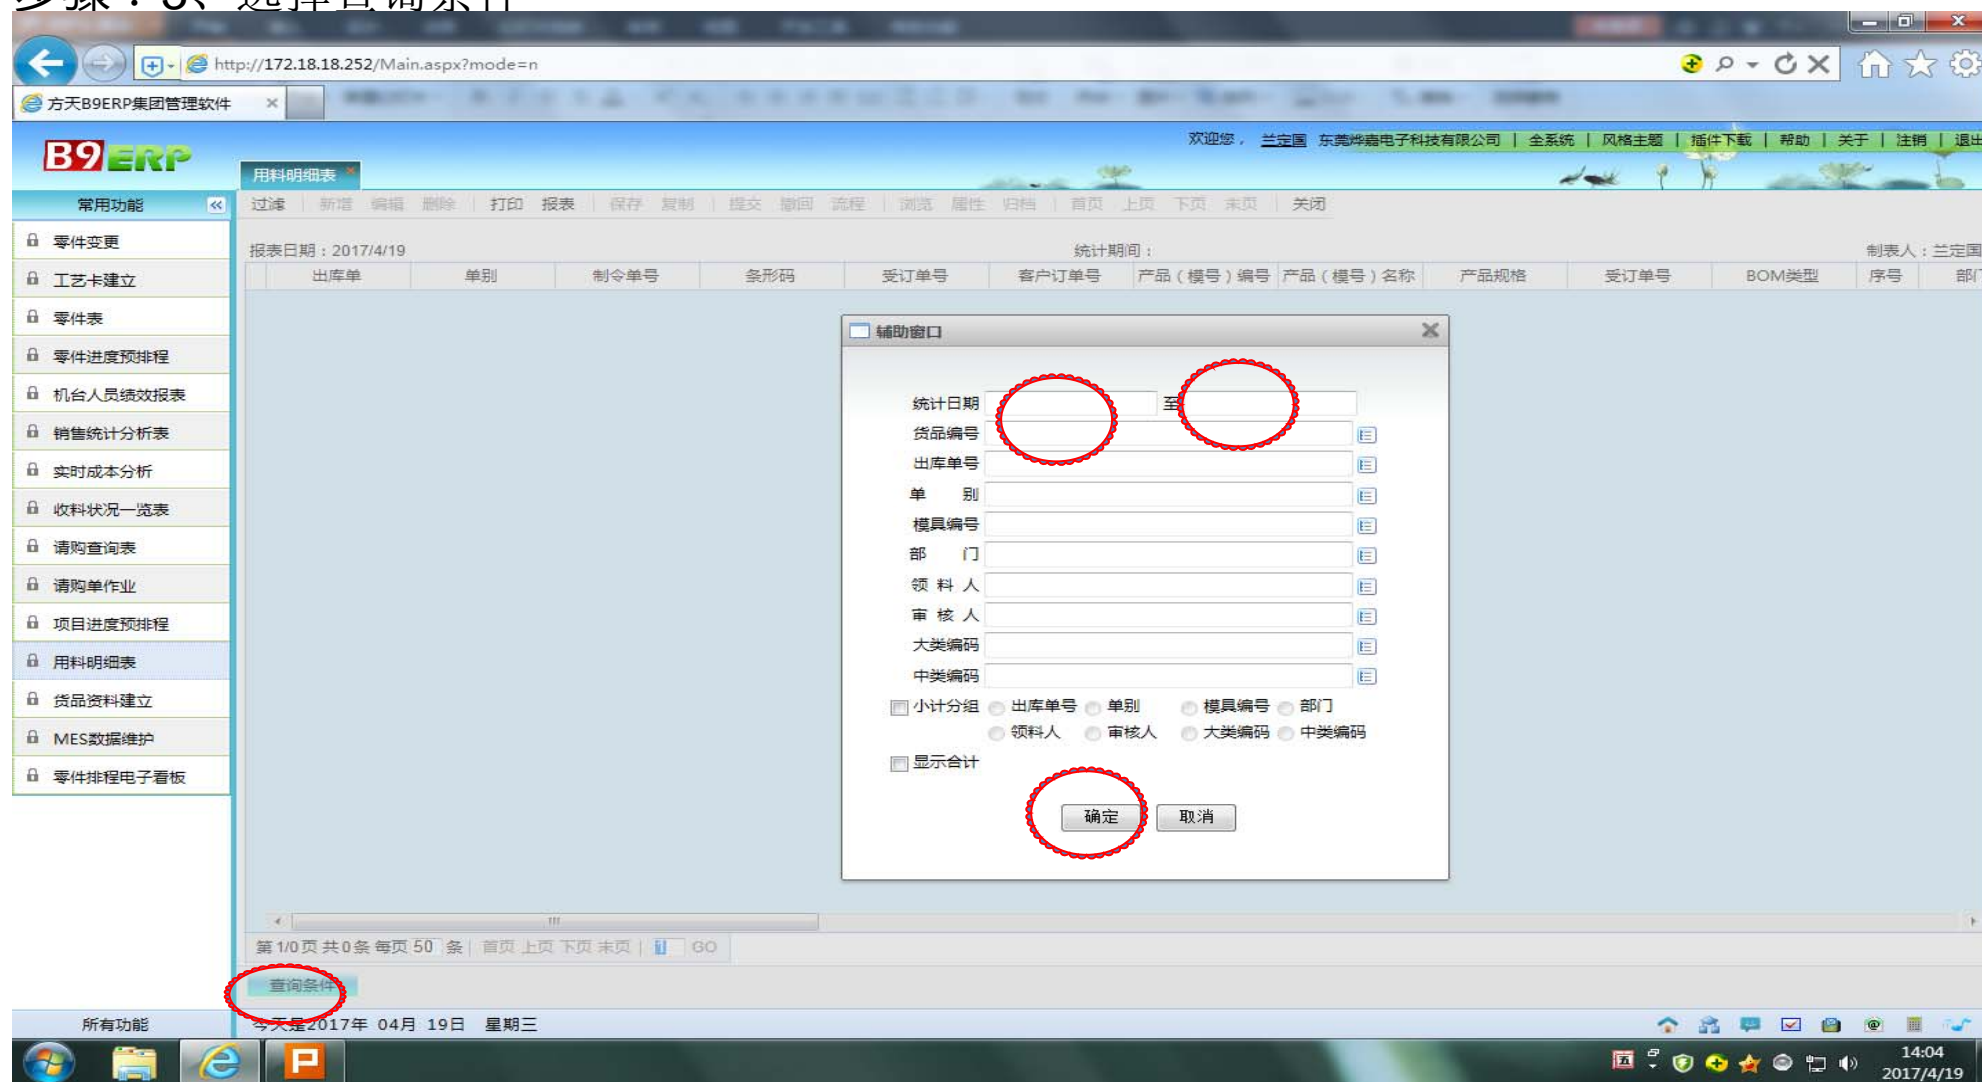 步骤：3、选择查询条件
http://172.18.18.252/Main.aspx?mode=n
方天B9ERP集团管理软件
欢迎您， 兰定国 东莞烨嘉电子科技有限公司 | 全系统 | 风格主题 | 插件下载 | 帮助 | 关于 | 注销 | 退出
B9 ERP
用料明细表
常用功能
过滤 新增 编辑 删除 打印 报表 保存 复制 提交 撤回 流程 浏览 属性 归档 首页 上页 下页 末页 关闭
报表日期：2017/4/19 统计期间： 制表人：兰定国
出库单 单别 制令单号 条形码 受订单号 客户订单号 产品（模号）编号 产品（模号）名称 产品规格 受订单号 BOM类型 序号
零件变更
工艺卡建立
零件表
零件进度预排程
机台人员绩效报表
销售统计分析表
实时成本分析
收料状况一览表
请购查询表
请购单作业
项目进度预排程
用料明细表
货品资料建立
MES数据维护
零件排程电子看板
辅助窗口
统计日期 至
货品编号
出库单号
单 别
模具编号
部 门
领 料 人
审 核 人
大类编码
中类编码
小计分组 出库单号 单别 模具编号 部门
领料人 审核人 大类编码 中类编码
显示合计
确定 取消
第 1/0 页 共 0 条 每页 50 条 | 首页 上页 下页 末页 | 1 GO
查询条件
所有功能
今天是2017年 04月 19日 星期三
五
14:04
2017/4/19